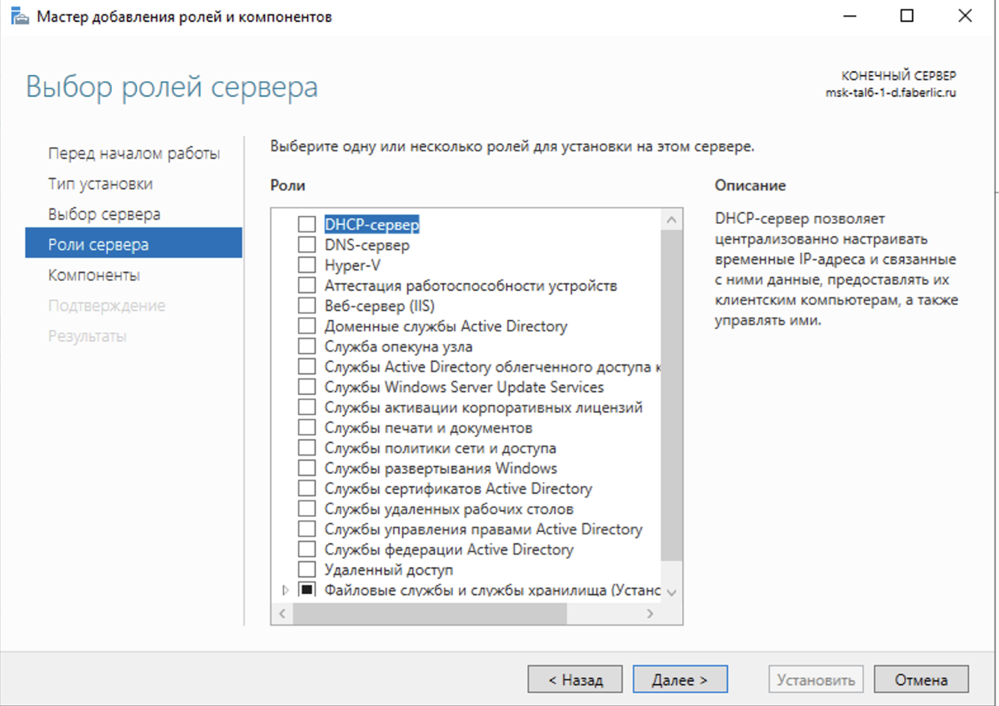 Мастер добавления ролей и компонентов
Выбор ролей сервера
КОНЕЧНЫЙ СЕРВЕР
msk-tal6-1-d.faberlic.ru
Перед началом работы
Тип установки
Выбор сервера
Роли сервера
Компоненты
Подтверждение
Результаты
Выберите одну или несколько ролей для установки на этом сервере.
Роли
DHCP-сервер
DNS-сервер
Hyper-V
Аттестация работоспособности устройств
Веб-сервер (IIS)
Доменные службы Active Directory
Служба опекуна узла
Службы Active Directory облегченного доступа к
Службы Windows Server Update Services
Службы активации корпоративных лицензий
Службы печати и документов
Службы политики сети и доступа
Службы развертывания Windows
Службы сертификатов Active Directory
Службы удаленных рабочих столов
Службы управления правами Active Directory
Службы федерации Active Directory
Удаленный доступ
Файловые службы и службы хранилища (Устанс
Описание
DHCP-сервер позволяет
централизованно настраивать
временные IP-адреса и связанные
с ними данные, предоставлять их
клиентским компьютерам, а также
управлять ими.
< Назад
Далее >
Установить
Отмена